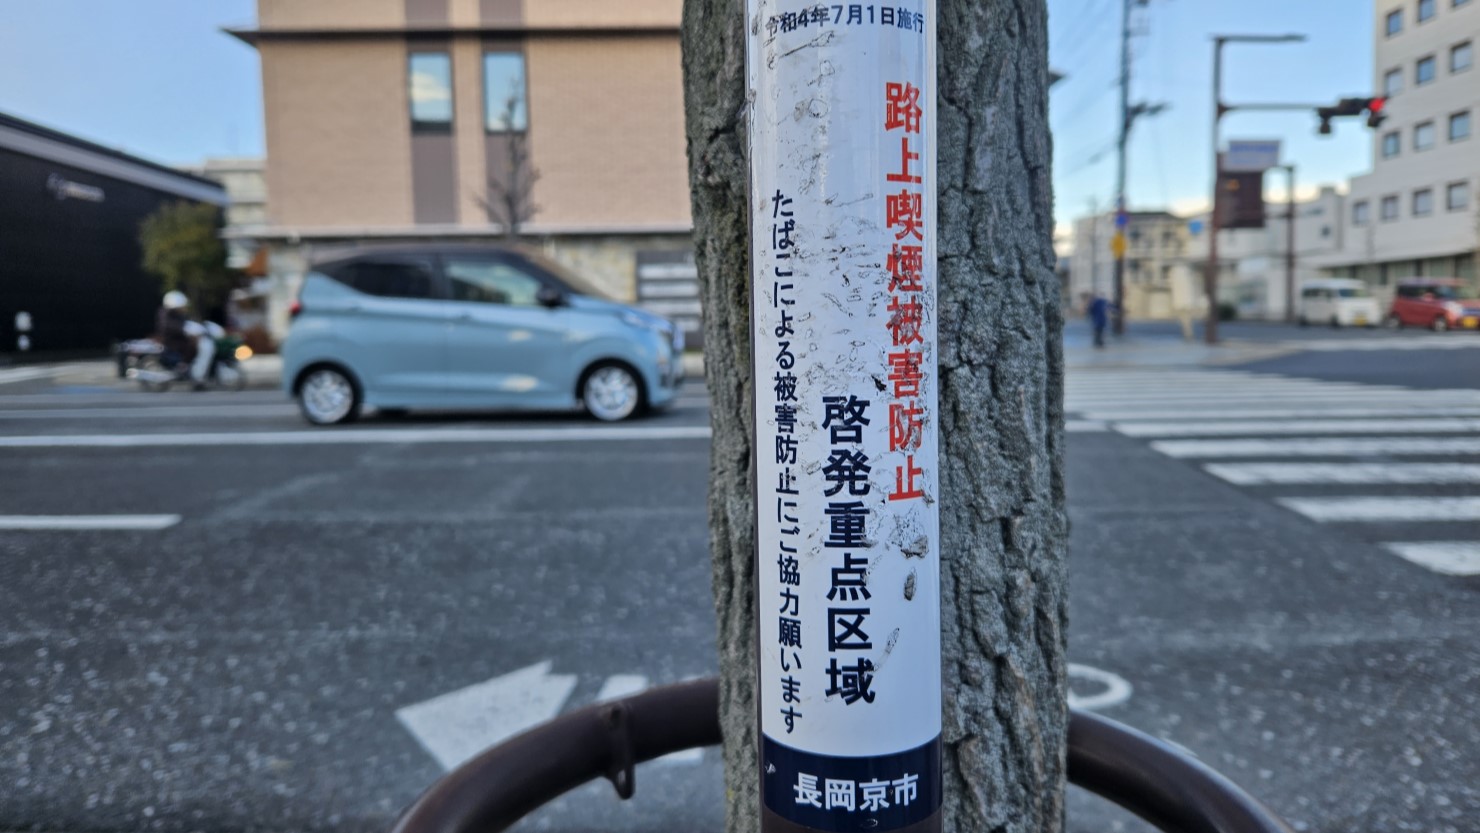 令和4年7月1日施行
路上喫煙被害防止
啓発重点区域
たばこによる被害防止にご協力願います
長岡京市